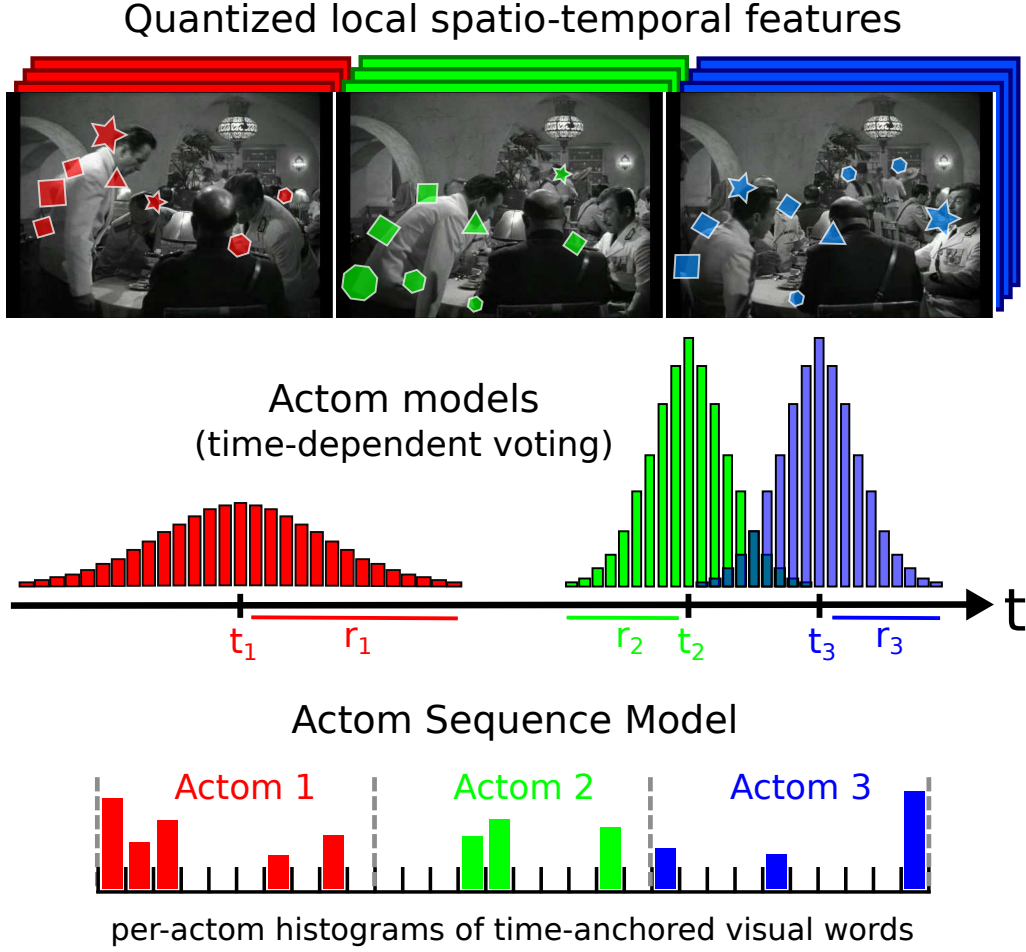 Quantized local spatio-temporal features
Actom models
(time-dependent voting)
t
t₁
r₁
r₂
t₂
t₃
r₃
Actom Sequence Model
Actom 1
Actom 2
Actom 3
per-actom histograms of time-anchored visual words